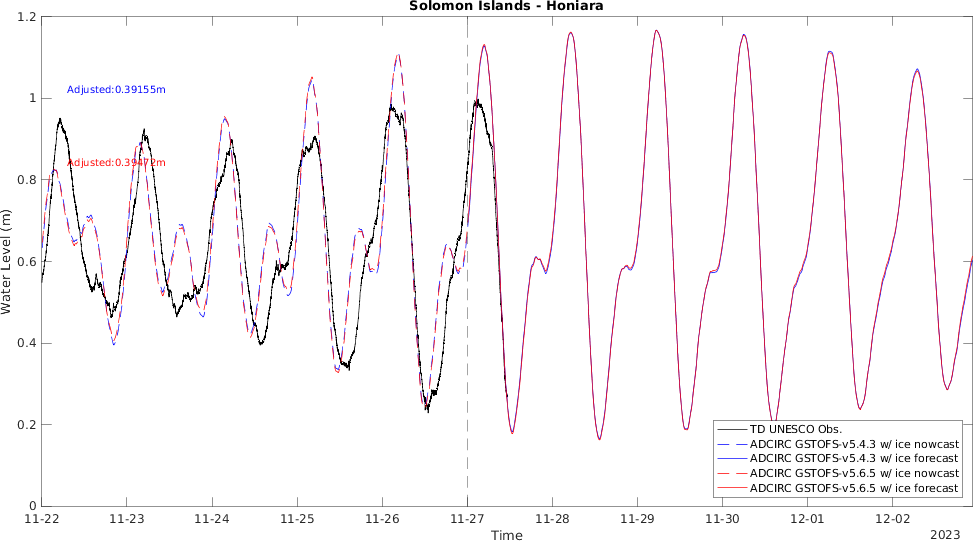 Solomon Islands - Honiara
1.2
1
0.8
0.6
0.4
0.2
0
Water Level (m)
Adjusted:0.39155m
Adjusted:0.39472m
TD UNESCO Obs.
ADCIRC GSTOFS-v5.4.3 w/ ice nowcast
ADCIRC GSTOFS-v5.4.3 w/ ice forecast
ADCIRC GSTOFS-v5.6.5 w/ ice nowcast
ADCIRC GSTOFS-v5.6.5 w/ ice forecast
11-22 11-23 11-24 11-25 11-26 11-27 11-28 11-29 11-30 12-01 12-02
Time
2023